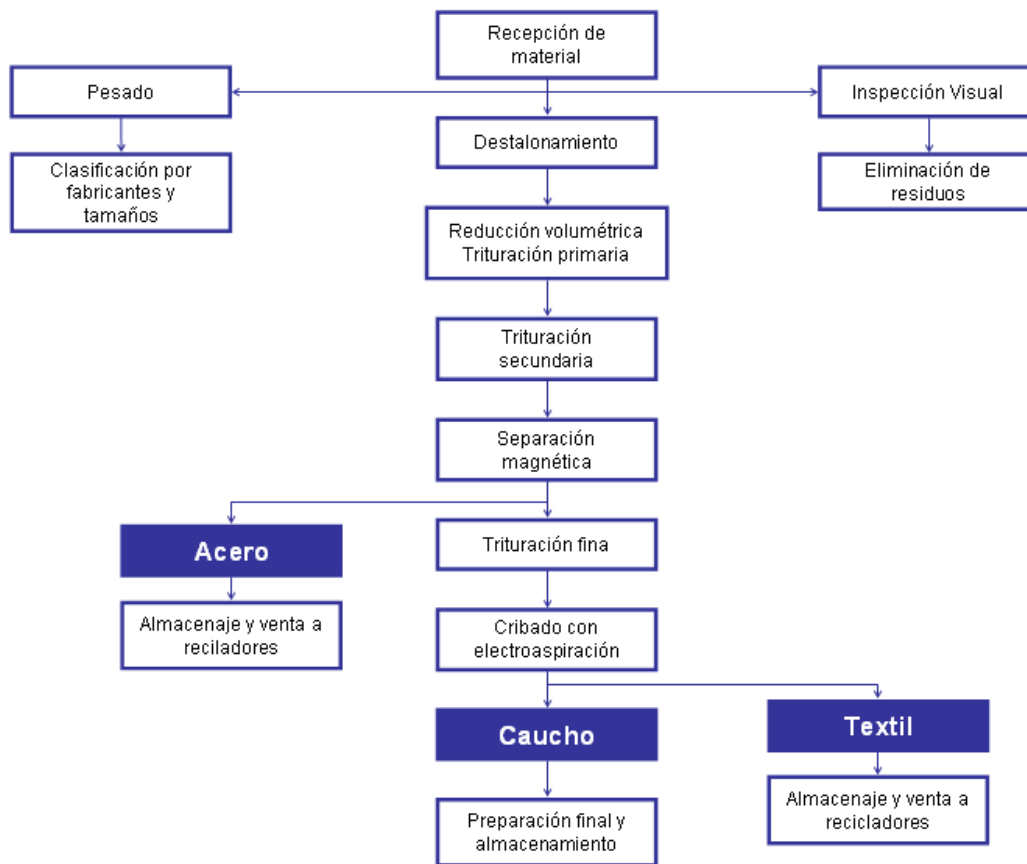 Recepción de
material
Pesado
Inspección Visual
Destalonamiento
Clasificación por
fabricantes y
tamaños
Eliminación de
residuos
Reducción volumétrica
Trituración primaria
Trituración
secundaria
Separación
magnética
Acero
Trituración fina
Almacenaje y venta a
reciladores
Cribado con
electroaspiración
Caucho
Textil
Preparación final y
almacenamiento
Almacenaje y venta a
recicladores